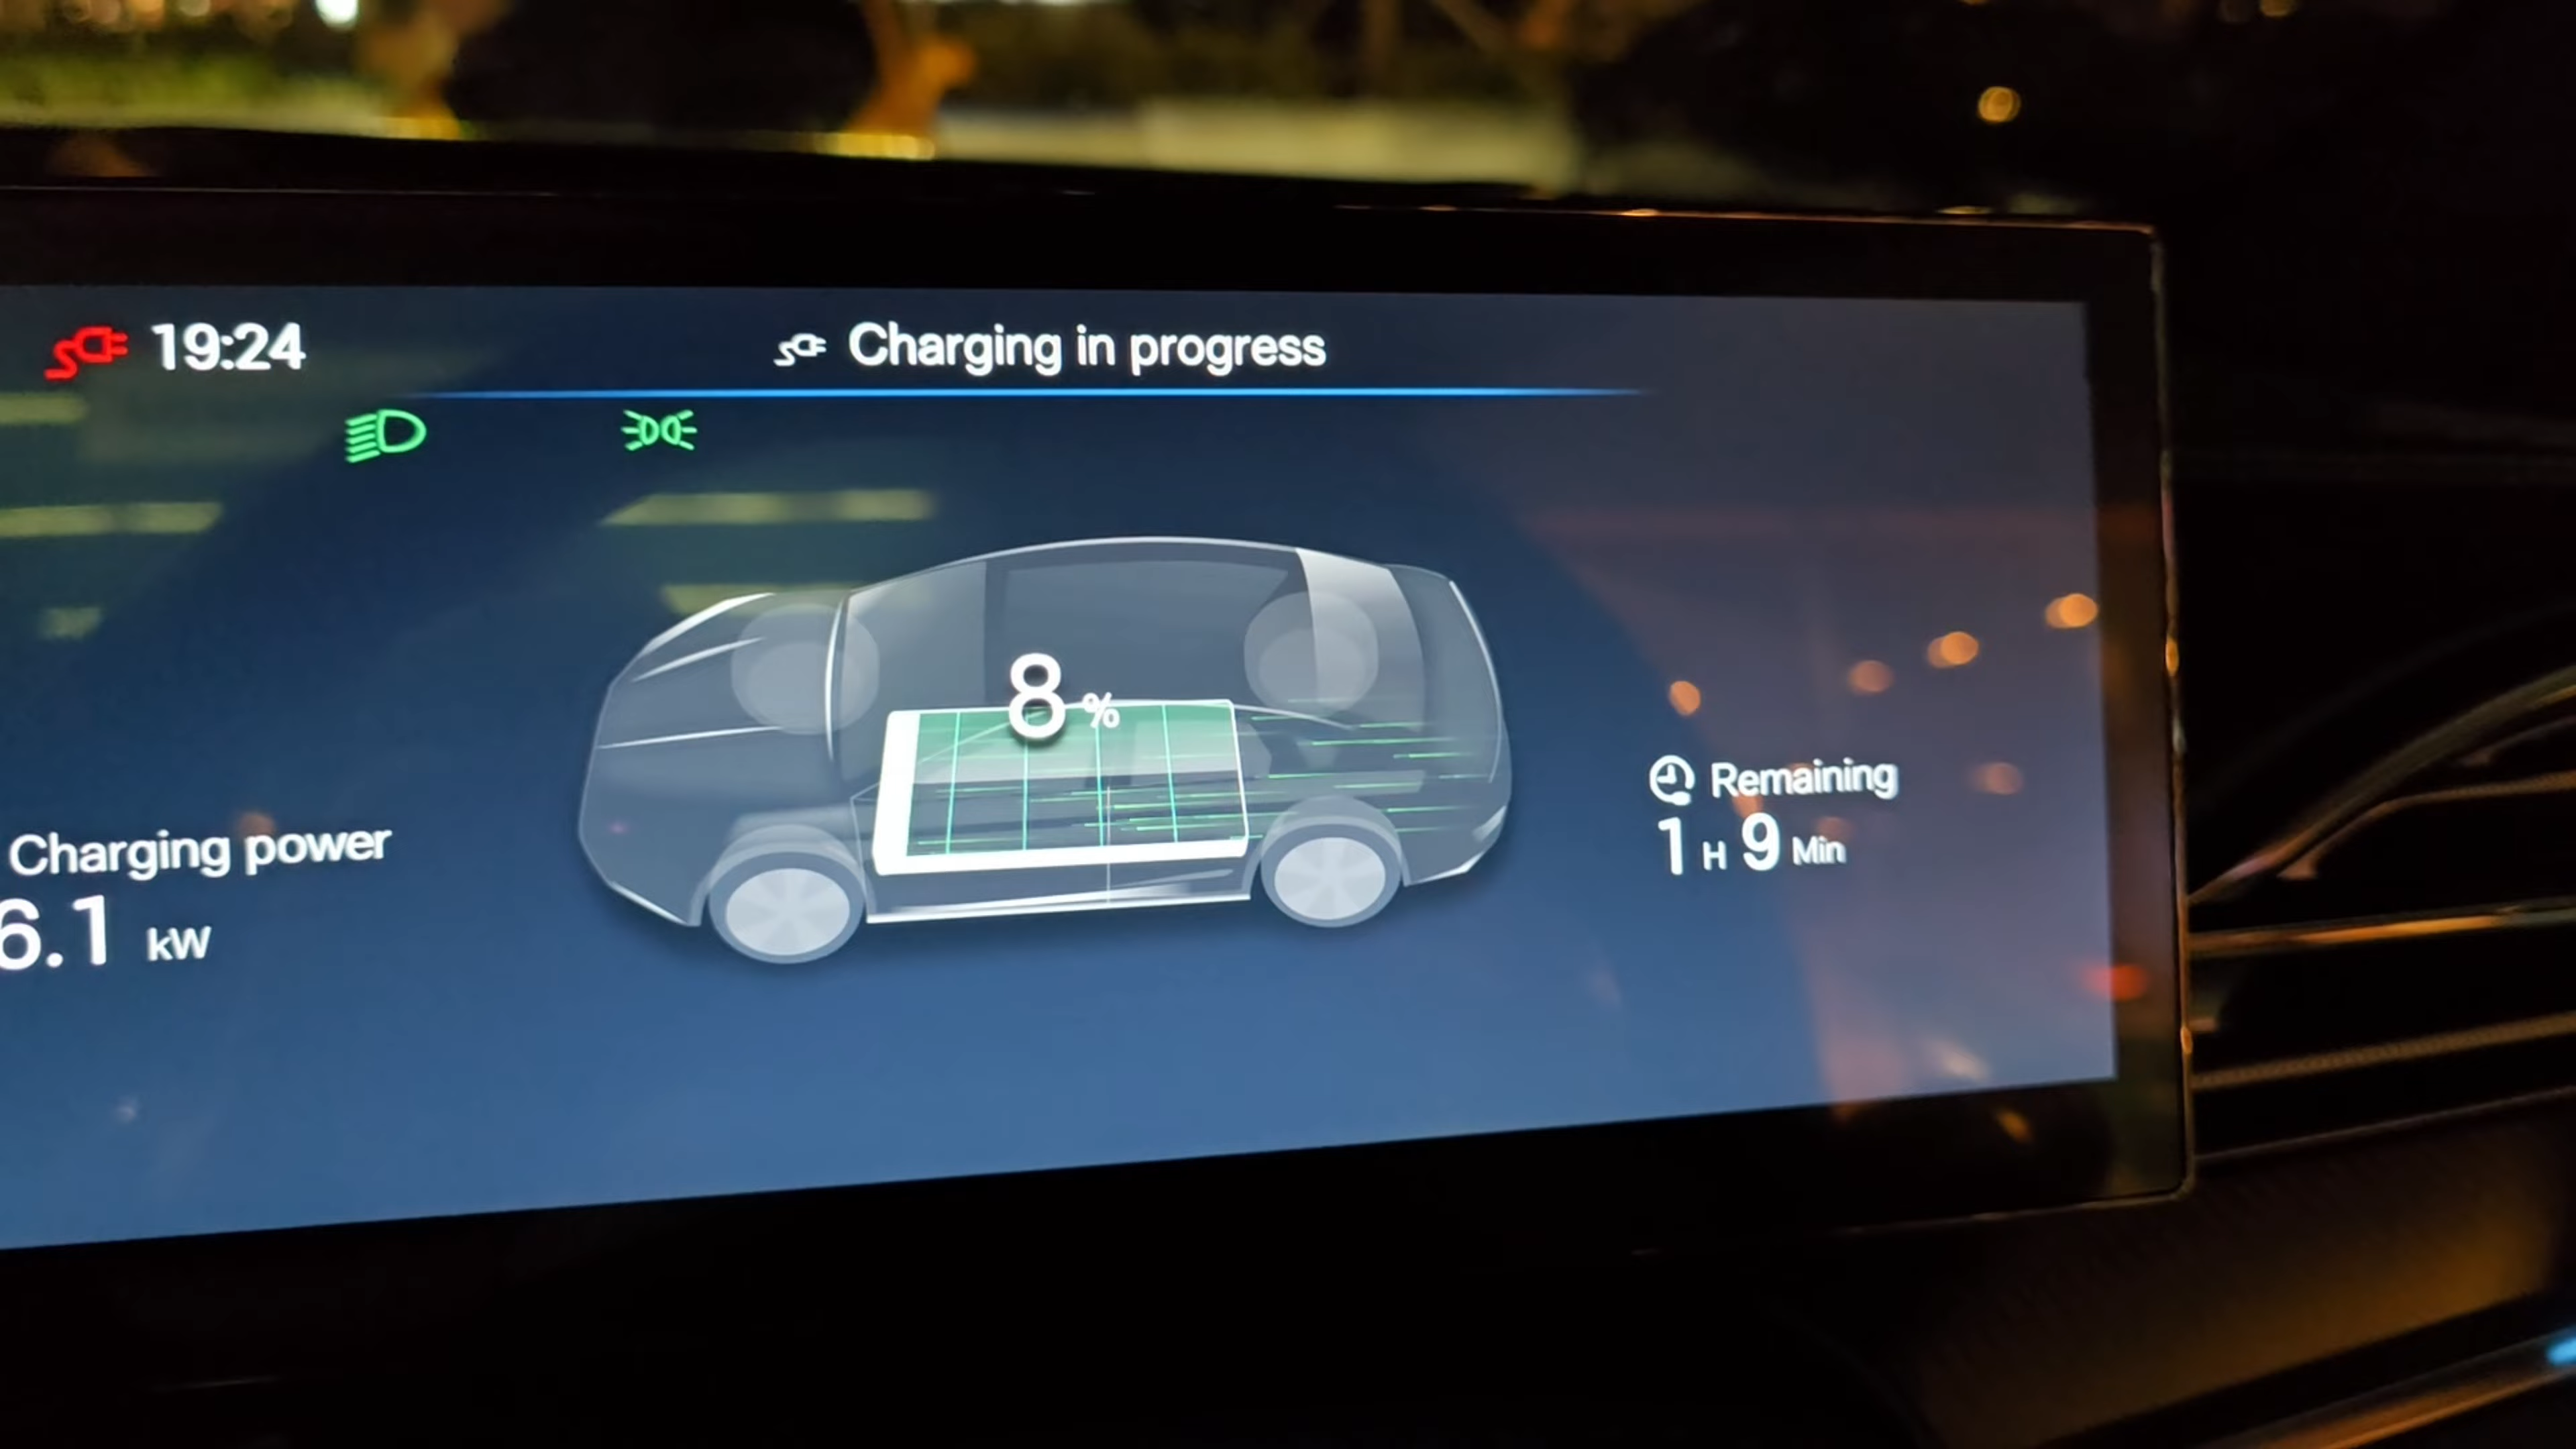 19:24
Charging in progress
8 %
Remaining
1 H 9 Min
Charging power
6.1 kW